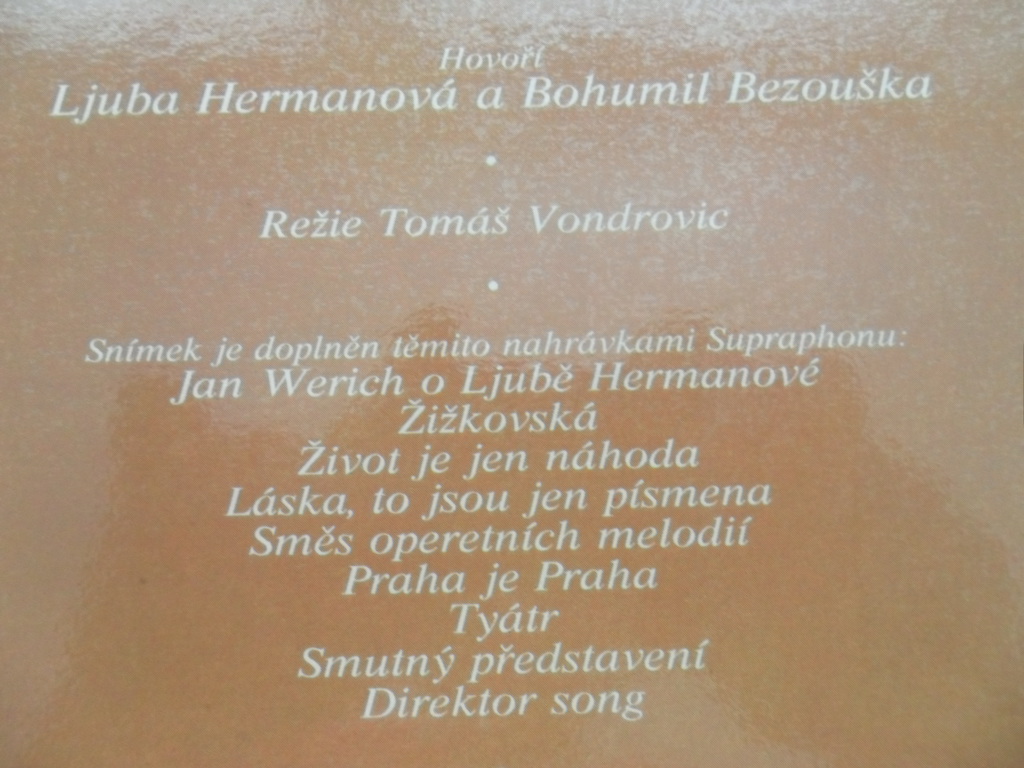 Hovoří
Ljuba Hermanová a Bohumil Bezouška
•
Režie Tomáš Vondrovic
•
Snímek je doplněn těmito nahrávkami Supraphonu:
Jan Werich o Ljubě Hermanové
Žižkovská
Život je jen náhoda
Láska, to jsou jen písmena
Směs operetních melodií
Praha je Praha
Tyátr
Smutný představení
Direktor song